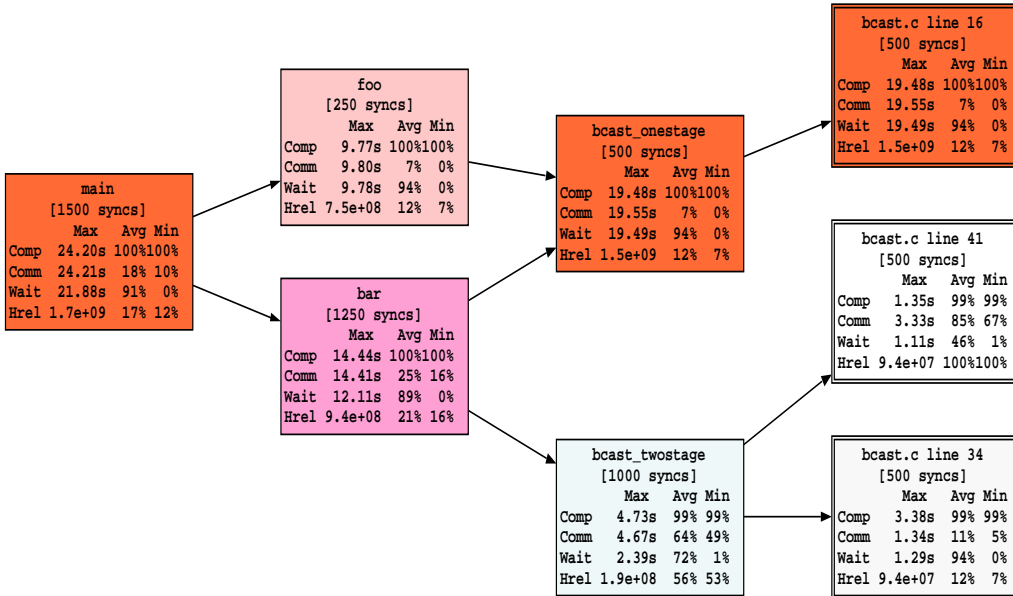 main
[1500 syncs]
Max Avg Min
Comp 24.20s 100%100%
Comm 24.21s 18% 10%
Wait 21.88s 91% 0%
Hrel 1.7e+09 17% 12%
foo
[250 syncs]
Max Avg Min
Comp 9.77s 100%100%
Comm 9.80s 7% 0%
Wait 9.78s 94% 0%
Hrel 7.5e+08 12% 7%
bar
[1250 syncs]
Max Avg Min
Comp 14.44s 100%100%
Comm 14.41s 25% 16%
Wait 12.11s 89% 0%
Hrel 9.4e+08 21% 16%
bcast_onestage
[500 syncs]
Max Avg Min
Comp 19.48s 100%100%
Comm 19.55s 7% 0%
Wait 19.49s 94% 0%
Hrel 1.5e+09 12% 7%
bcast_twostage
[1000 syncs]
Max Avg Min
Comp 4.73s 99% 99%
Comm 4.67s 64% 49%
Wait 2.39s 72% 1%
Hrel 1.9e+08 56% 53%
bcast.c line 16
[500 syncs]
Max Avg Min
Comp 19.48s 100%100%
Comm 19.55s 7% 0%
Wait 19.49s 94% 0%
Hrel 1.5e+09 12% 7%
bcast.c line 41
[500 syncs]
Max Avg Min
Comp 1.35s 99% 99%
Comm 3.33s 85% 67%
Wait 1.11s 46% 1%
Hrel 9.4e+07 100%100%
bcast.c line 34
[500 syncs]
Max Avg Min
Comp 3.38s 99% 99%
Comm 1.34s 11% 5%
Wait 1.29s 94% 0%
Hrel 9.4e+07 12% 7%